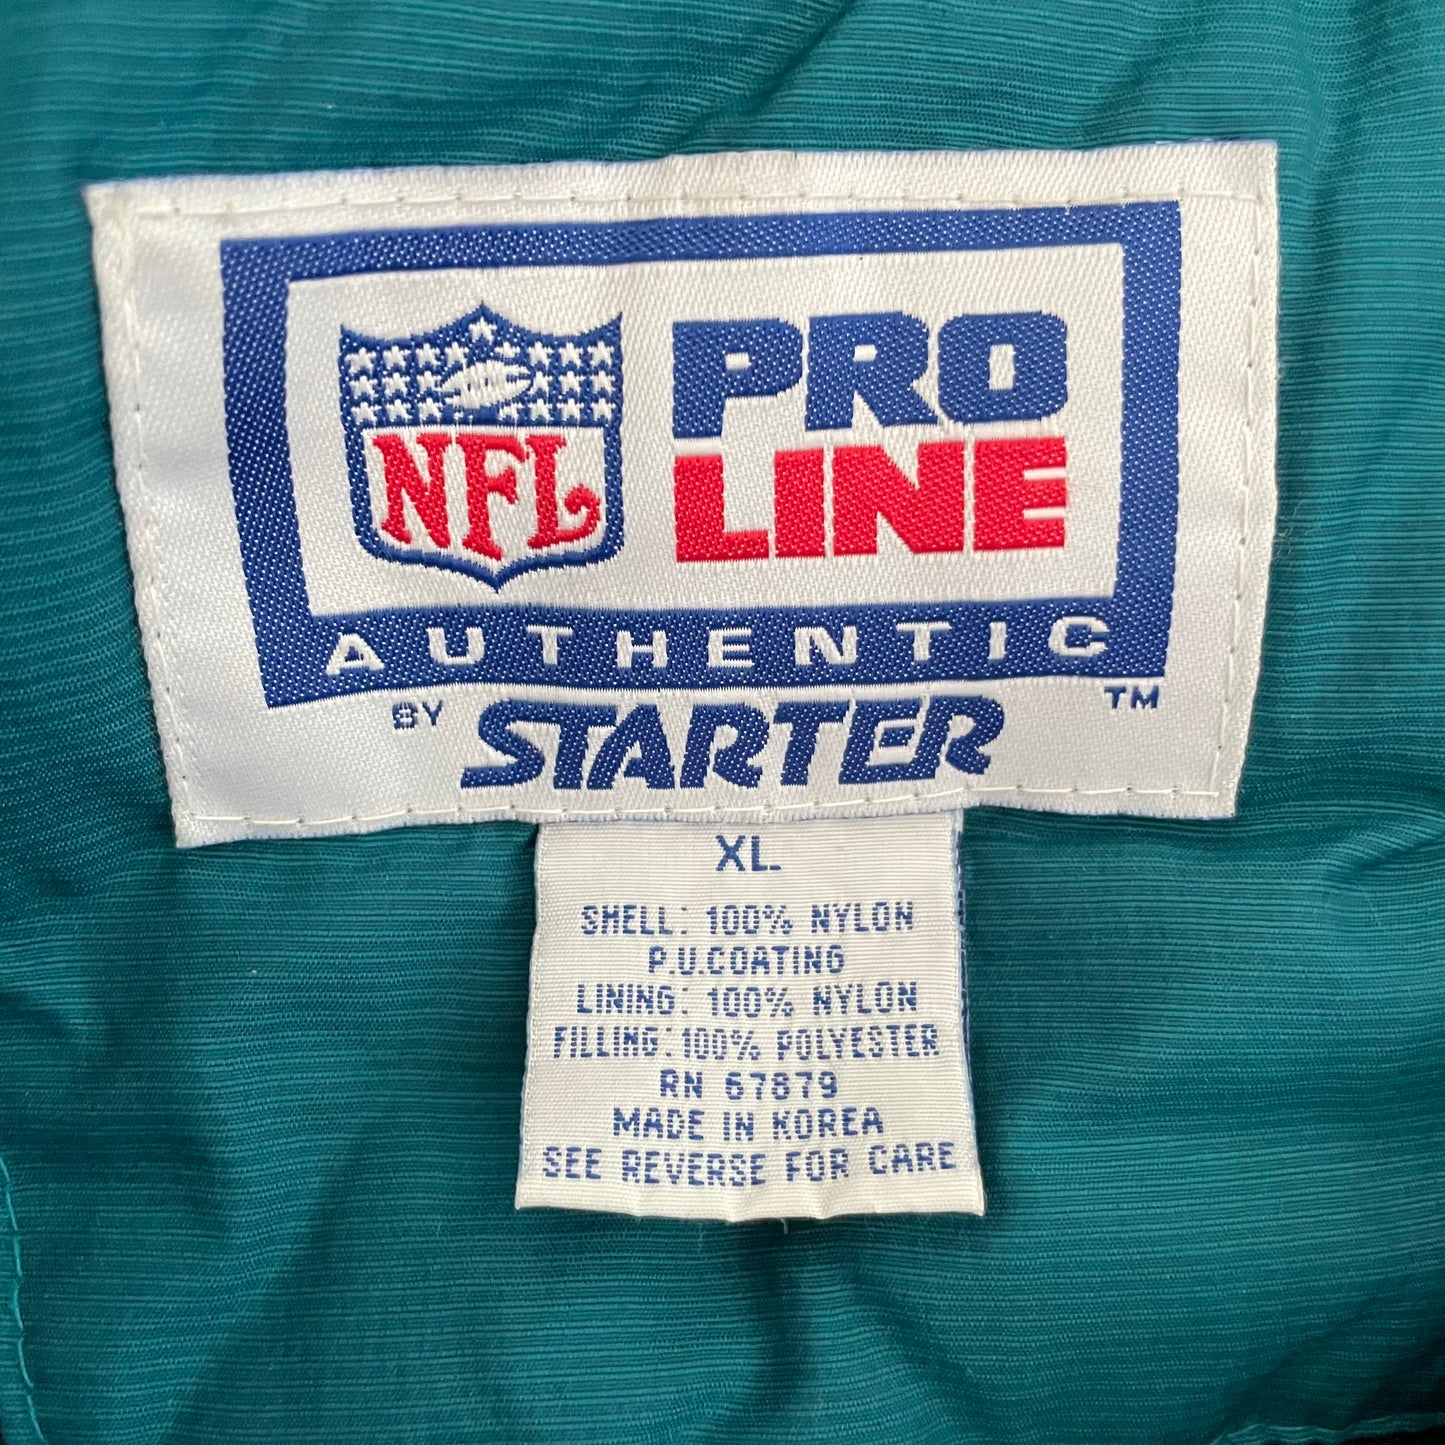 NFL
PRO
LINE
AUTHENTIC
BY STARTER TM
XL
SHELL: 100% NYLON
P.U.COATING
LINING: 100% NYLON
FILLING: 100% POLYESTER
RN 67879
MADE IN KOREA
SEE REVERSE FOR CARE